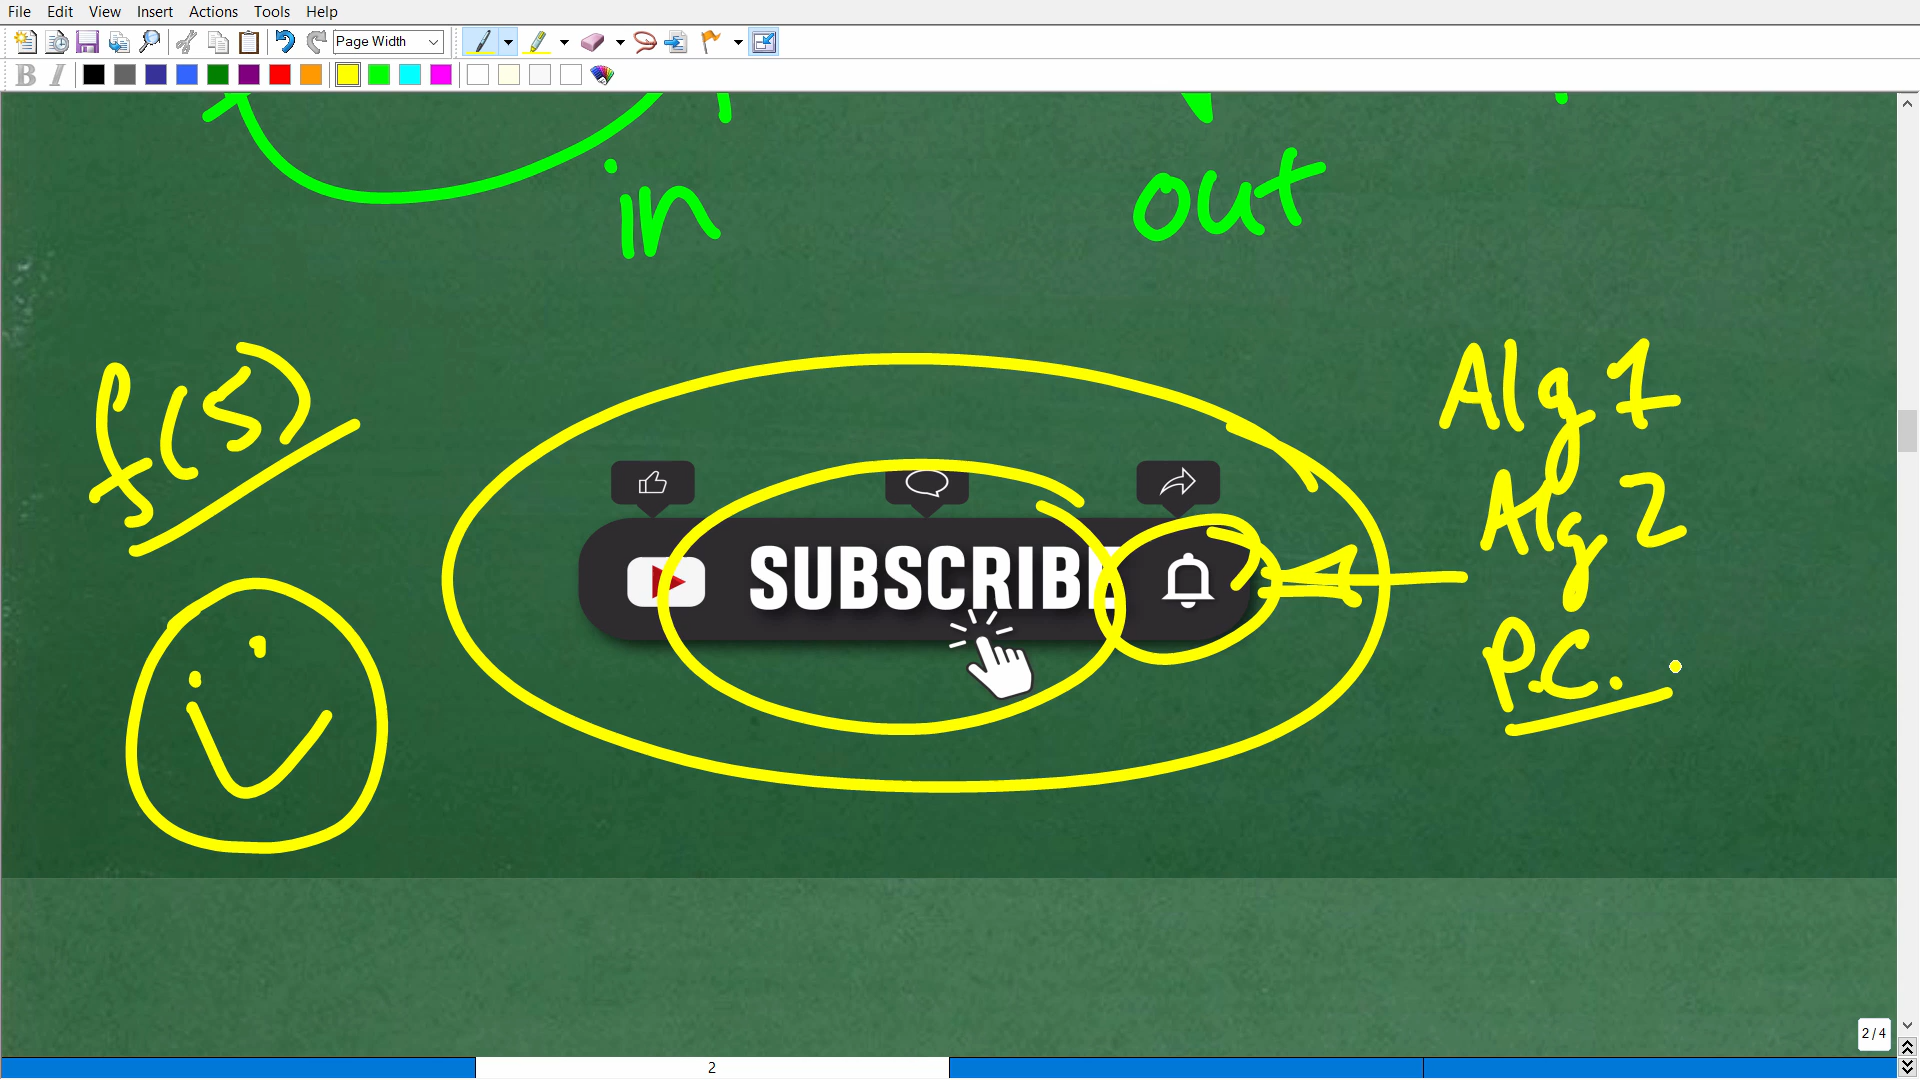 File Edit View Insert Actions Tools Help
Page Width
B I
in out
f(5)
Alg 1
Alg 2
P.C.
SUBSCRIBE
2 / 4
2